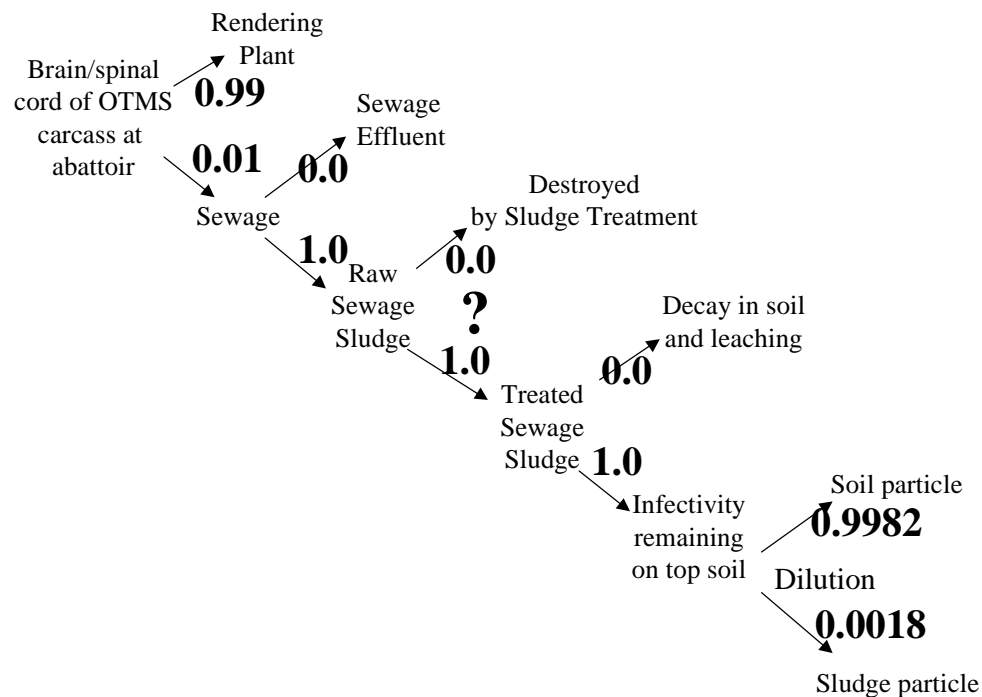 Rendering
Plant
Brain/spinal
cord of OTMS
carcass at
abattoir
0.99
0.01
Sewage
Effluent
0.0
Sewage
1.0
Destroyed
by Sludge Treatment
0.0
Raw
Sewage
Sludge
?
1.0
Decay in soil
and leaching
0.0
Treated
Sewage
Sludge
1.0
Soil particle
0.9982
Infectivity
remaining
on top soil
Dilution
0.0018
Sludge particle